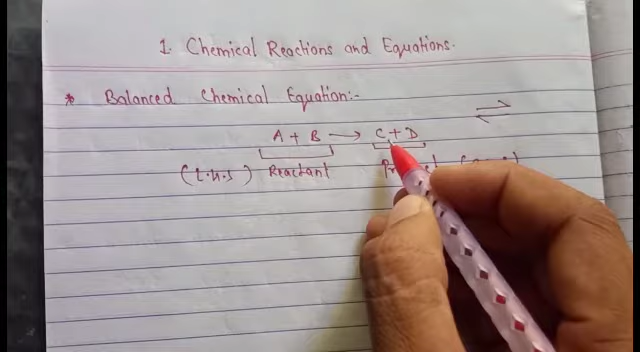 1. Chemical Reactions and Equations.
* Balanced Chemical Equation:-
A + B → C + D ⇌
(L.H.S) Reactant